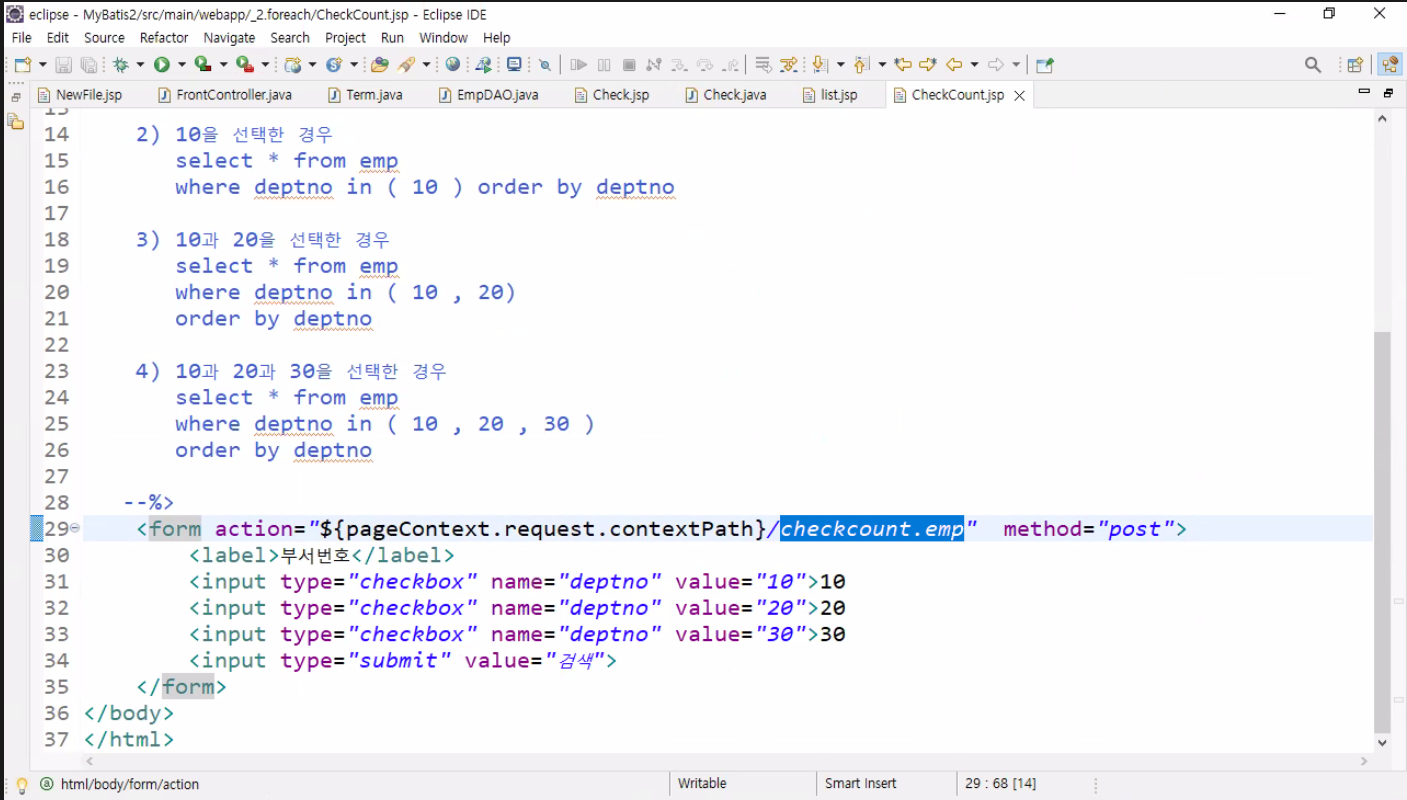 eclipse - MyBatis2/src/main/webapp/_2.foreach/CheckCount.jsp - Eclipse IDE
File Edit Source Refactor Navigate Search Project Run Window Help
NewFile.jsp FrontController.java Term.java EmpDAO.java Check.jsp Check.java list.jsp CheckCount.jsp
14 2) 10을 선택한 경우
15 select * from emp
16 where deptno in ( 10 ) order by deptno
17
18 3) 10과 20을 선택한 경우
19 select * from emp
20 where deptno in ( 10 , 20)
21 order by deptno
22
23 4) 10과 20과 30을 선택한 경우
24 select * from emp
25 where deptno in ( 10 , 20 , 30 )
26 order by deptno
27
28 --%>
29 <form action="${pageContext.request.contextPath}/checkcount.emp" method="post">
30 <label>부서번호</label>
31 <input type="checkbox" name="deptno" value="10">10
32 <input type="checkbox" name="deptno" value="20">20
33 <input type="checkbox" name="deptno" value="30">30
34 <input type="submit" value="검색">
35 </form>
36 </body>
37 </html>
html/body/form/action Writable Smart Insert 29 : 68 [14]